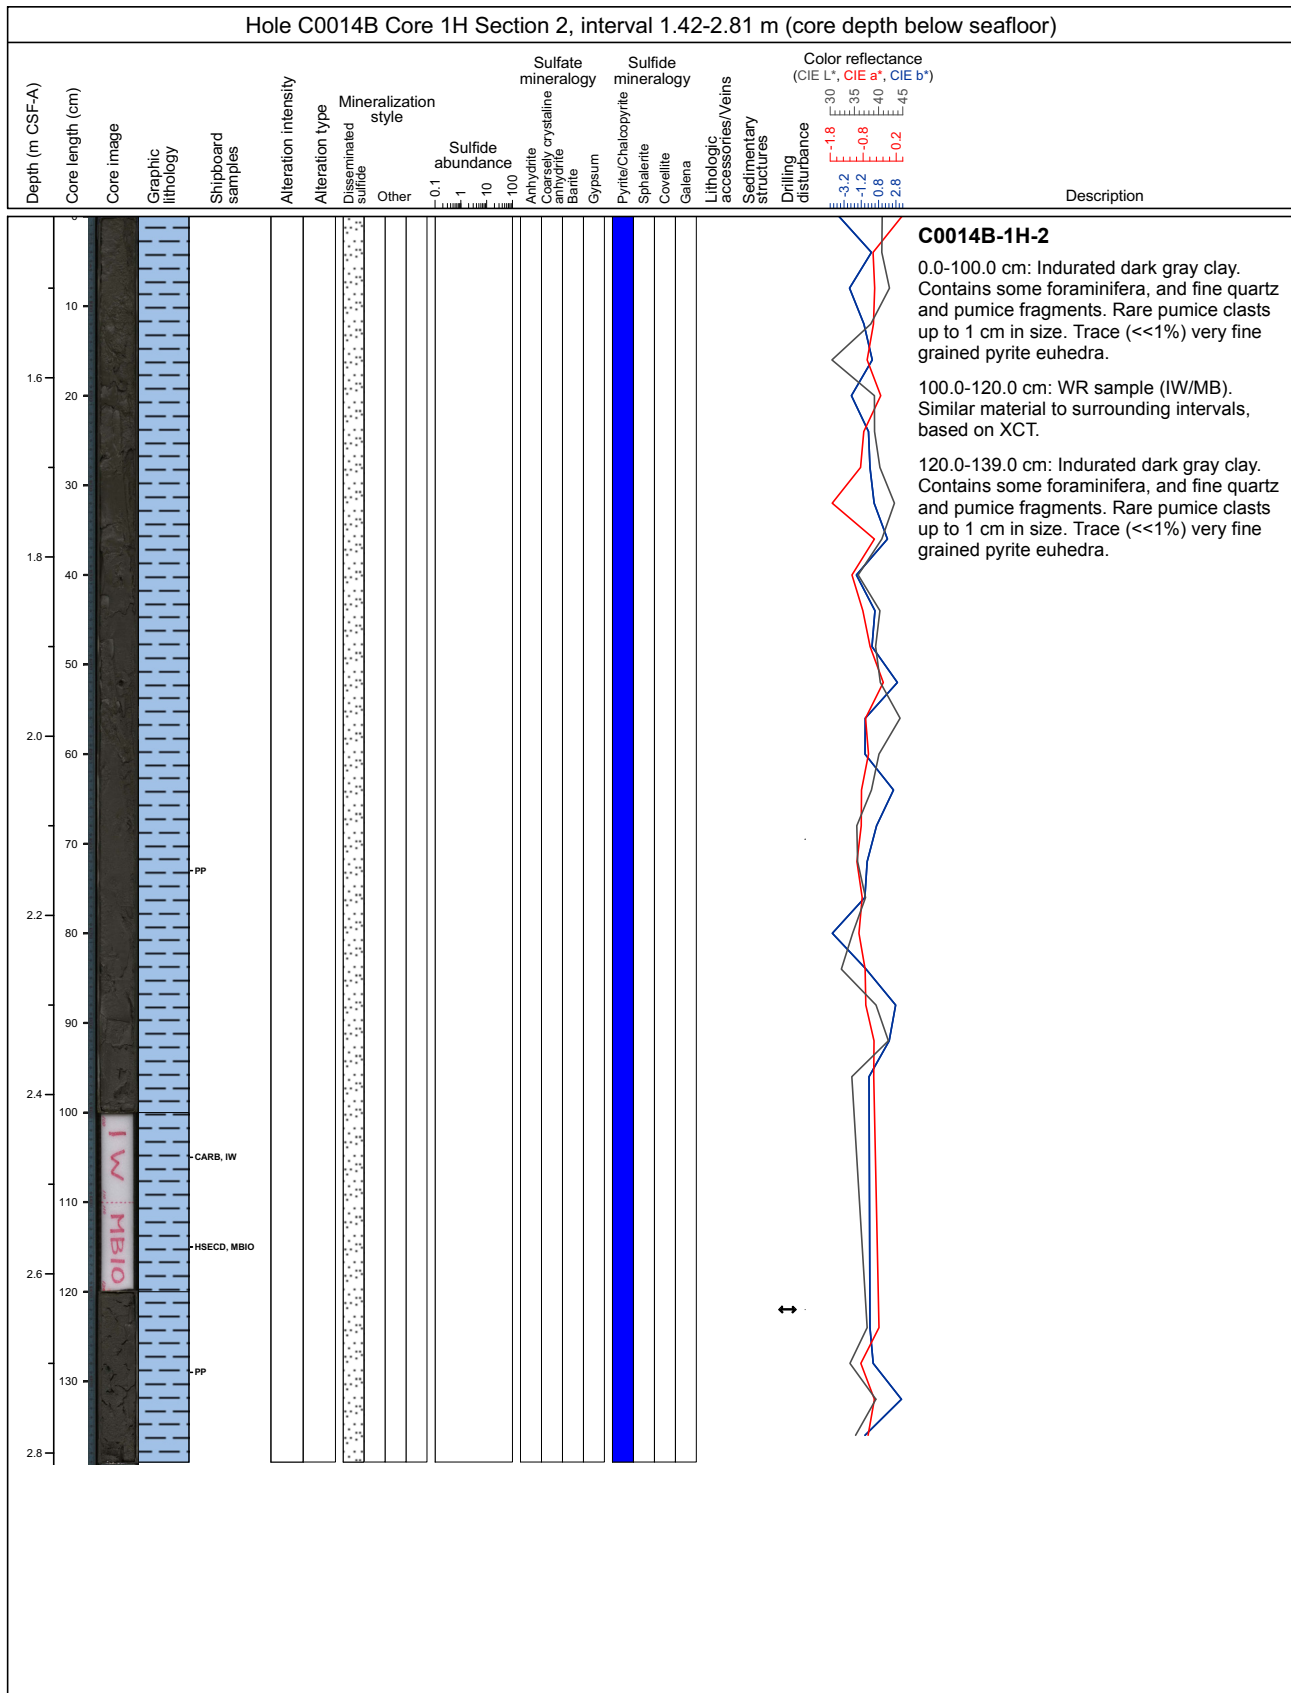 Hole C0014B Core 1H Section 2, interval 1.42-2.81 m (core depth below seafloor)
Depth (m CSF-A)
Core length (cm)
Core image
Graphic
lithology
Shipboard
samples
Alteration intensity
Alteration type
Mineralization
style
Disseminated
sulfide
Other
Sulfide
abundance
0.1
1
10
100
Sulfate
mineralogy
Anhydrite
Coarsely crystaline
anhydrite
Barite
Gypsum
Sulfide
mineralogy
Pyrite/Chalcopyrite
Sphalerite
Covellite
Galena
Lithologic
accessories/Veins
Sedimentary
structures
Drilling
disturbance
Color reflectance
(CIE L*, CIE a*, CIE b*)
30 35 40 45
-1.8 -0.8 0.2
-3.2 -1.2 0.8 2.8
Description
C0014B-1H-2
0.0-100.0 cm: Indurated dark gray clay.
Contains some foraminifera, and fine quartz
and pumice fragments. Rare pumice clasts
up to 1 cm in size. Trace (<<1%) very fine
grained pyrite euhedra.
100.0-120.0 cm: WR sample (IW/MB).
Similar material to surrounding intervals,
based on XCT.
120.0-139.0 cm: Indurated dark gray clay.
Contains some foraminifera, and fine quartz
and pumice fragments. Rare pumice clasts
up to 1 cm in size. Trace (<<1%) very fine
grained pyrite euhedra.
1.6
1.8
2.0
2.2
2.4
2.6
2.8
0
10
20
30
40
50
60
70
80
90
100
110
120
130
IW
MBIO
PP
CARB, IW
HSECD, MBIO
PP